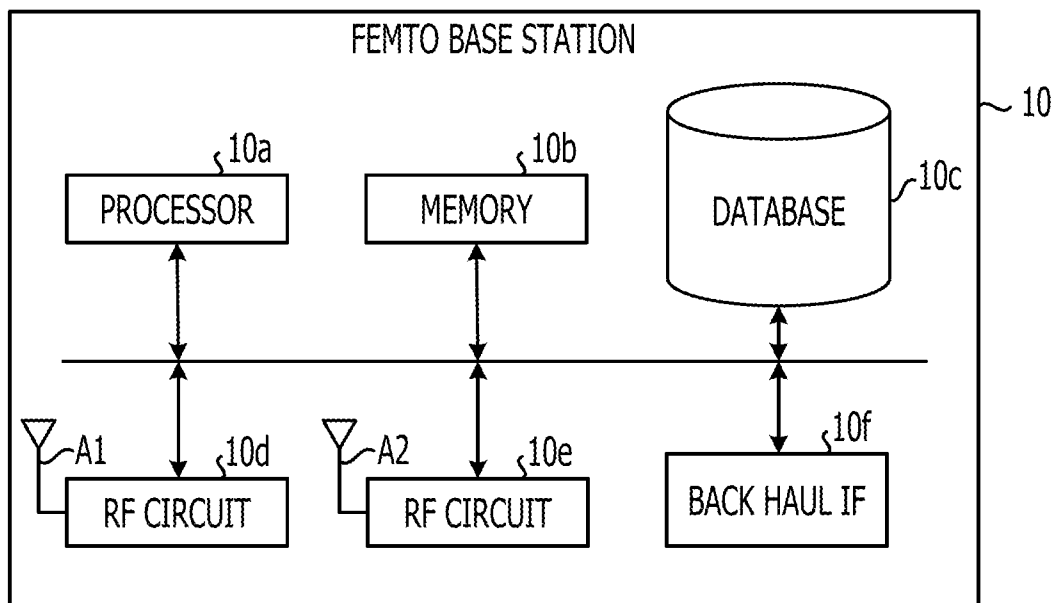 FEMTO BASE STATION
10
10a
10b
10c
PROCESSOR
MEMORY
DATABASE
A1
10d
A2
10e
10f
RF CIRCUIT
RF CIRCUIT
BACK HAUL IF